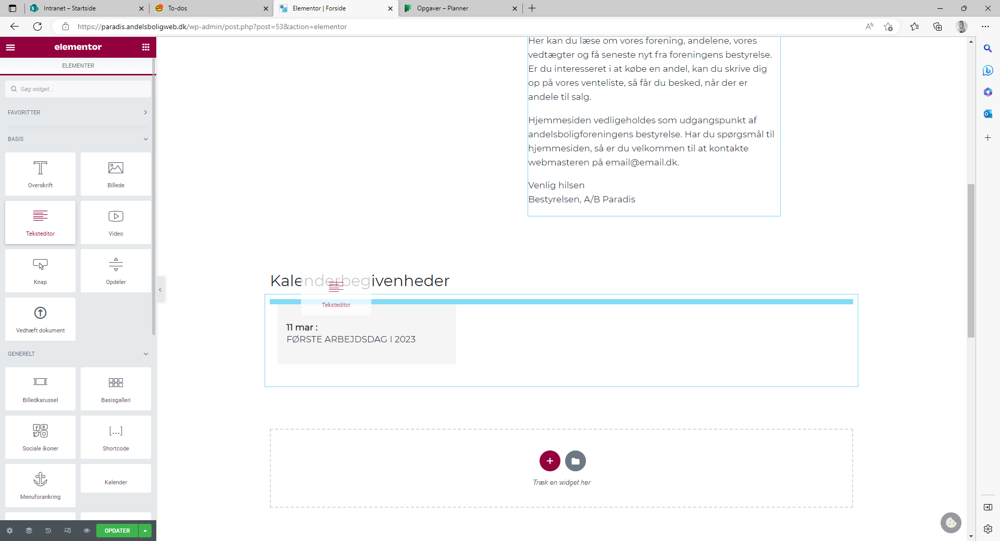 Intranet – Startside
To-dos
Elementor | Forside
Opgaver – Planner
https://paradis.andelsboligweb.dk/wp-admin/post.php?post=53&action=elementor
elementor
ELEMENTER
Søg widget...
FAVORITTER
BASIS
Overskrift
Billede
Teksteditor
Video
Knap
Opdeler
Vedhæft dokument
GENERELT
Billedkarussel
Basisgalleri
Sociale ikoner
Shortcode
Menuforankring
Kalender
OPDATER
Her kan du læse om vores forening, andelene, vores
vedtægter og få seneste nyt fra foreningens bestyrelse.
Er du interesseret i at købe en andel, kan du skrive dig
op på vores venteliste, så får du besked, når der er
andele til salg.
Hjemmesiden vedligeholdes som udgangspunkt af
andelsboligforeningens bestyrelse. Har du spørgsmål til
hjemmesiden, så er du velkommen til at kontakte
webmasteren på email@email.dk.
Venlig hilsen
Bestyrelsen, A/B Paradis
Kalenderbegivenheder
Teksteditor
11 mar :
FØRSTE ARBEJDSDAG I 2023
Træk en widget her